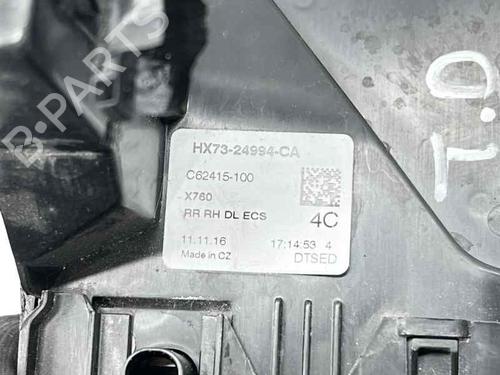 B-PARTS
O.L
HX73-24994-CA
C62415-100
X760
RR RH DL ECS
4C
11.11.16 17:14:53 4
Made in CZ DTSED